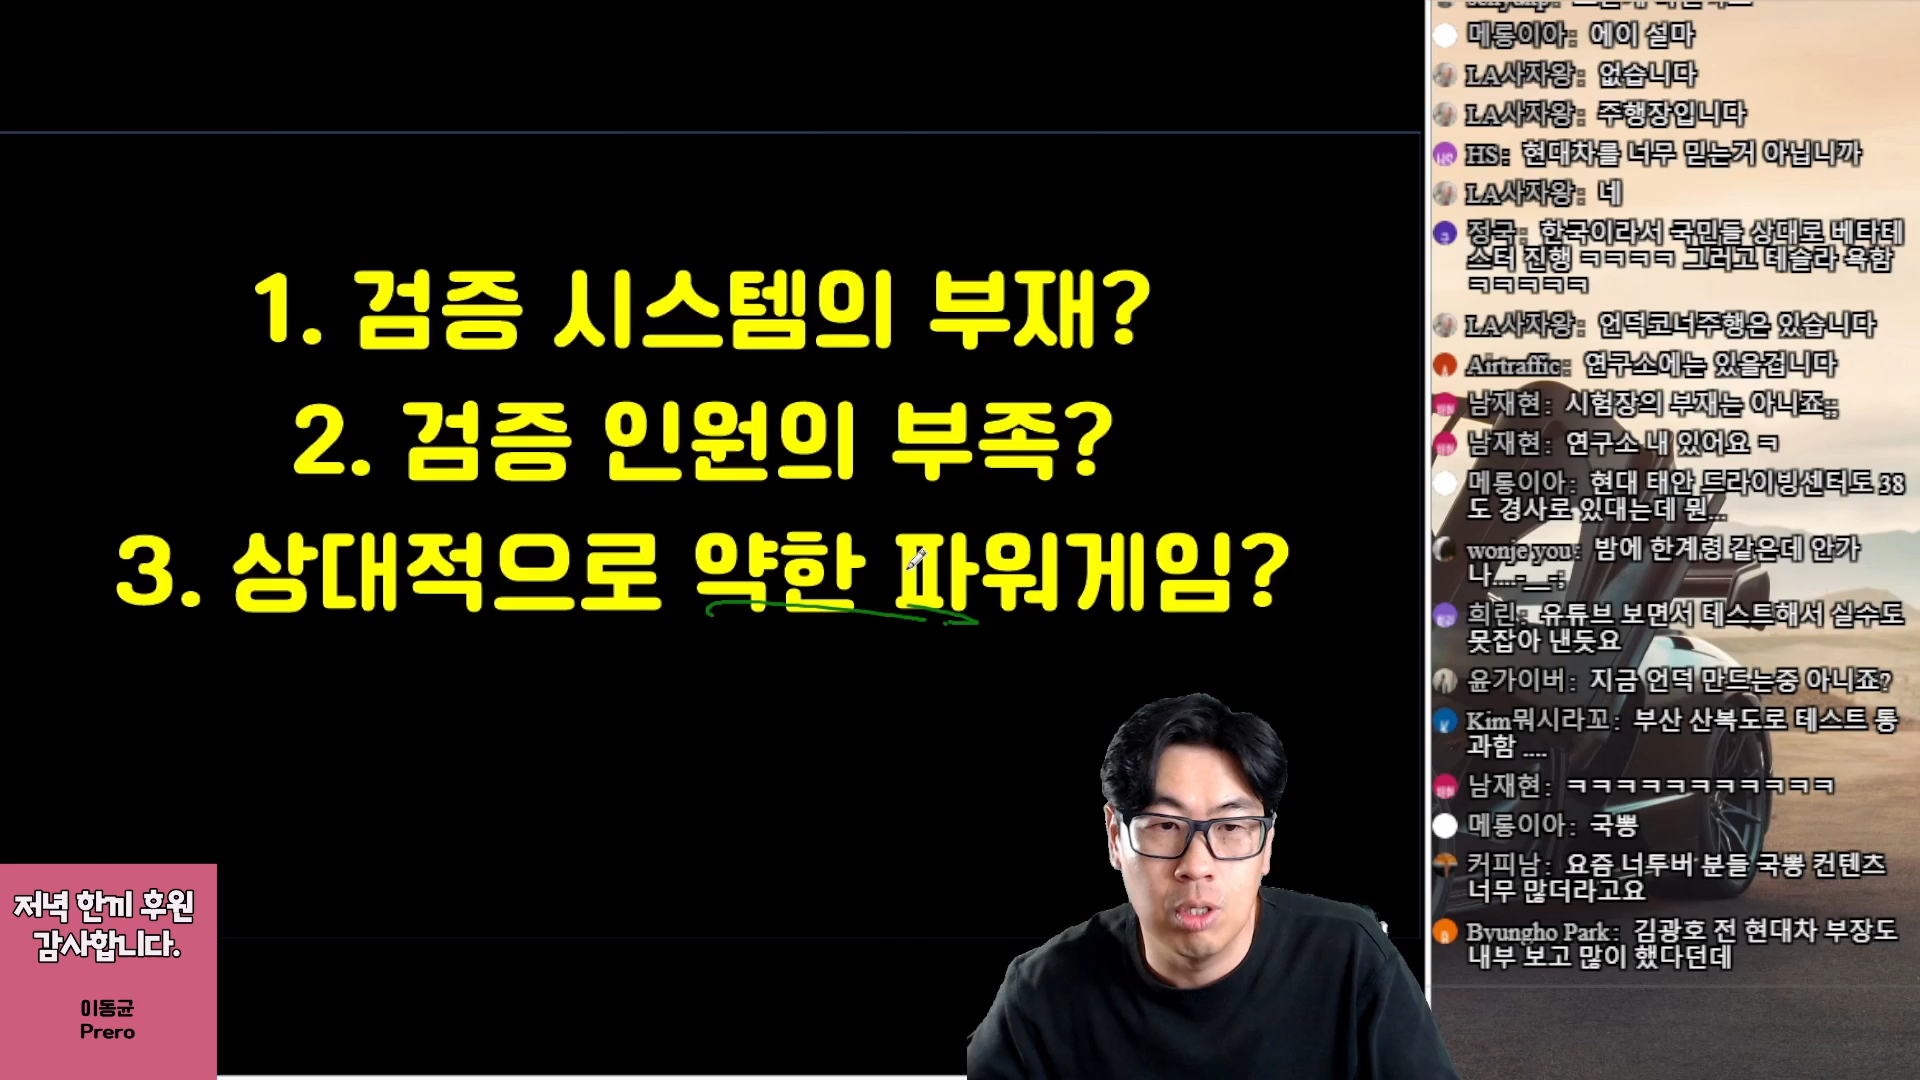 1. 검증 시스템의 부재?
2. 검증 인원의 부족?
3. 상대적으로 약한 파워게임?
저녁 한끼 후원
감사합니다.
이동균
Prero
메롱이아: 에이 설마
LA사자왕: 없습니다
LA사자왕: 주행장입니다
HS: 현대차를 너무 믿는거 아닙니까
LA사자왕: 네
정국: 한국이라서 국민들 상대로 베타테
스터 진행 ㅋㅋㅋㅋ 그러고 테슬라 욕함
ㅋㅋㅋㅋㅋ
LA사자왕: 언덕코너주행은 있습니다
Airtraffic: 연구소에는 있을겁니다
남재현: 시험장의 부재는 아니죠;;
남재현: 연구소 내 있어요 ㅋ
메롱이아: 현대 태안 드라이빙센터도 38
도 경사로 있대는데 뭔...
wonje you: 밤에 한계령 같은데 안가
나....-__-;
희린: 유튜브 보면서 테스트해서 실수도
못잡아 낸듯요
윤가이버: 지금 언덕 만드는중 아니죠?
Kim뭐시라꼬: 부산 산복도로 테스트 통
과함 ....
남재현: ㅋㅋㅋㅋㅋㅋㅋㅋㅋㅋㅋ
메롱이아: 국뽕
커피남: 요즘 너투버 분들 국뽕 컨텐츠
너무 많더라고요
Byungho Park: 김광호 전 현대차 부장도
내부 보고 많이 했다던데